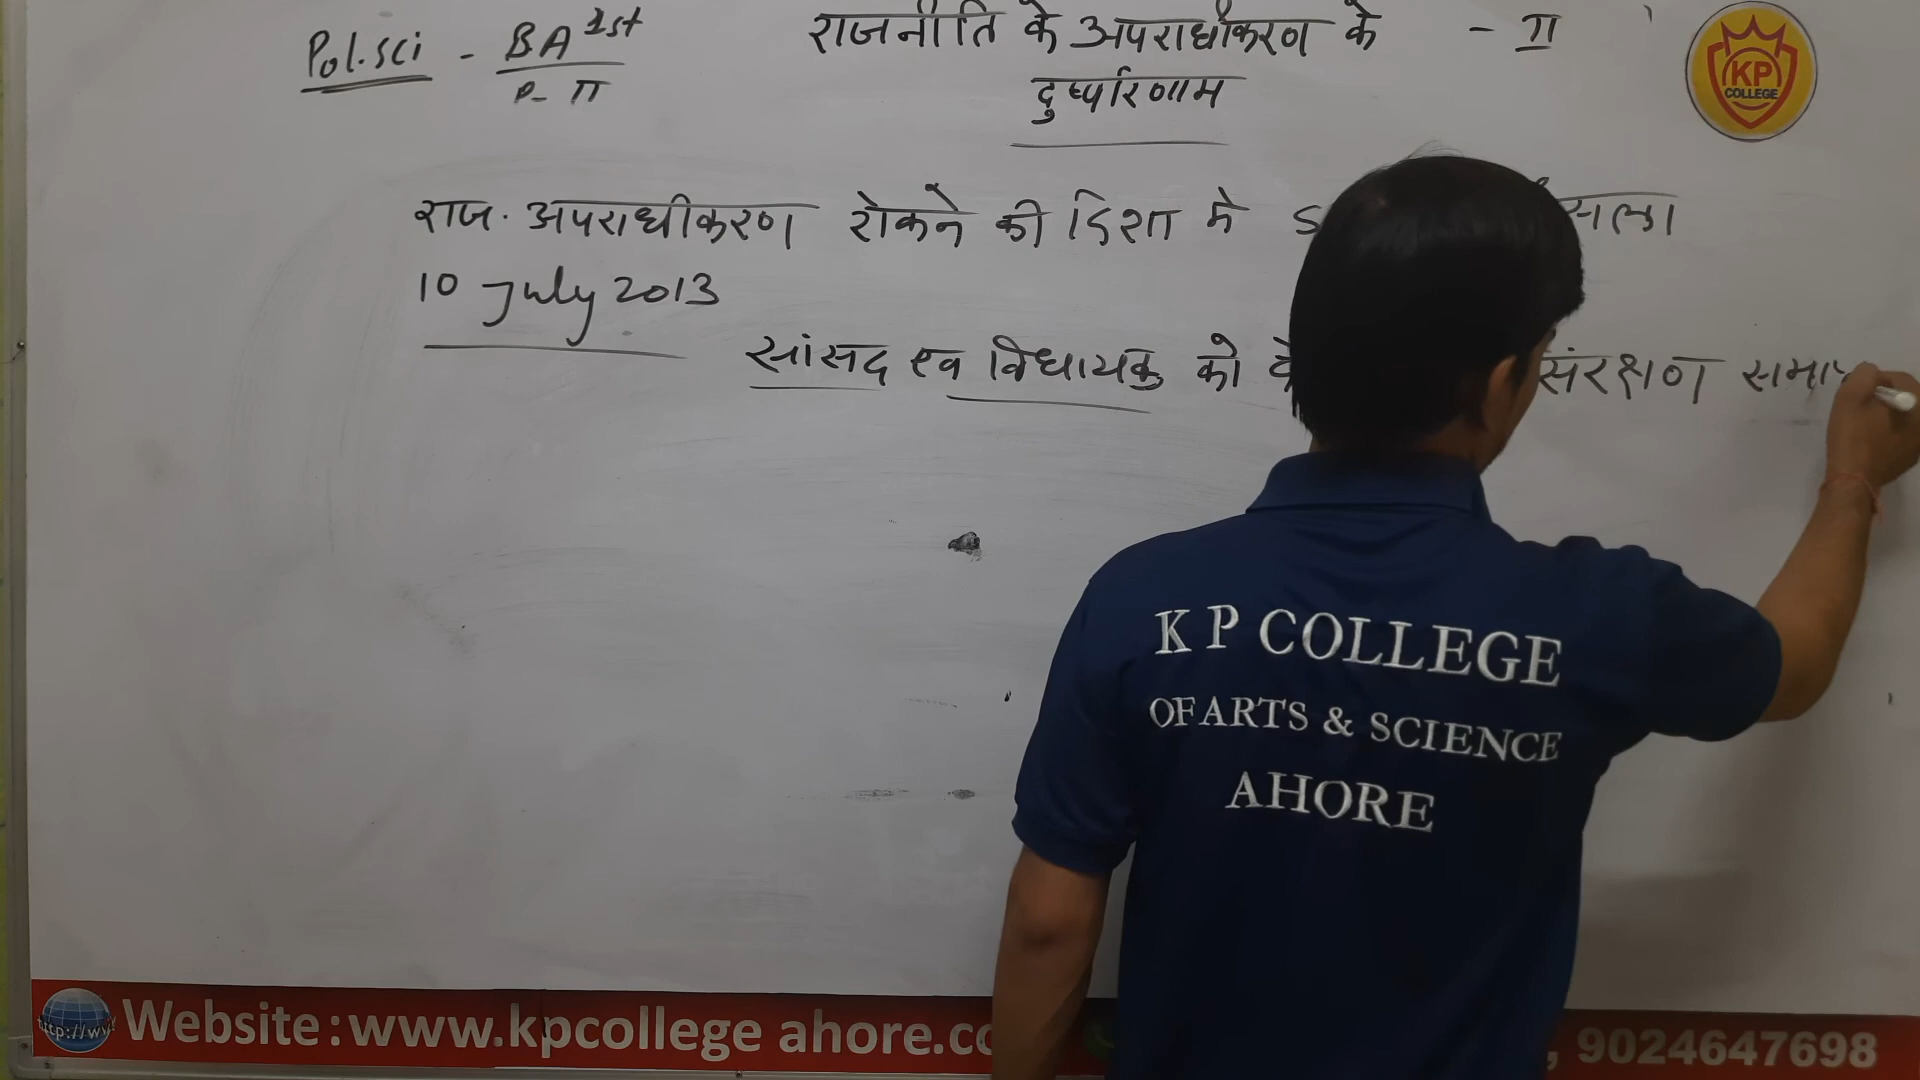 Pol.sci - BA 1st
P- II
राजनीति के अपराधीकरण के - II
दुष्परिणाम
KP
COLLEGE
राज. अपराधीकरण रोकने की दिशा मे
10 July 2013
सांसद एव विधायक को संरक्षण
K P COLLEGE
OF ARTS & SCIENCE
AHORE
http://w
Website:www.kpcollege ahore.co
, 9024647698